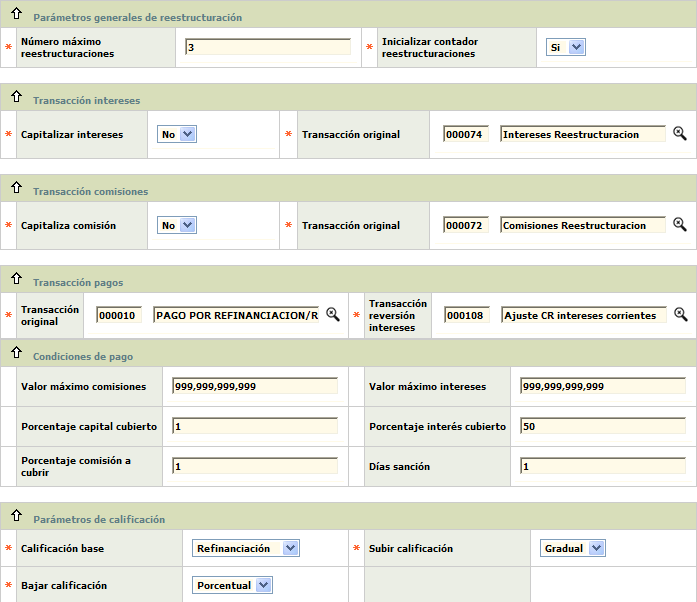 Parámetros generales de reestructuración
* Número máximo reestructuraciones 3 * Inicializar contador reestructuraciones Si
Transacción intereses
* Capitalizar intereses No * Transacción original 000074 Intereses Reestructuracion
Transacción comisiones
* Capitaliza comisión No * Transacción original 000072 Comisiones Reestructuracion
Transacción pagos
* Transacción original 000010 PAGO POR REFINANCIACION/R * Transacción reversión intereses 000108 Ajuste CR intereses corrientes
Condiciones de pago
Valor máximo comisiones 999,999,999,999 Valor máximo intereses 999,999,999,999
Porcentaje capital cubierto 1 Porcentaje interés cubierto 50
Porcentaje comisión a cubrir 1 Días sanción 1
Parámetros de calificación
* Calificación base Refinanciación * Subir calificación Gradual
* Bajar calificación Porcentual